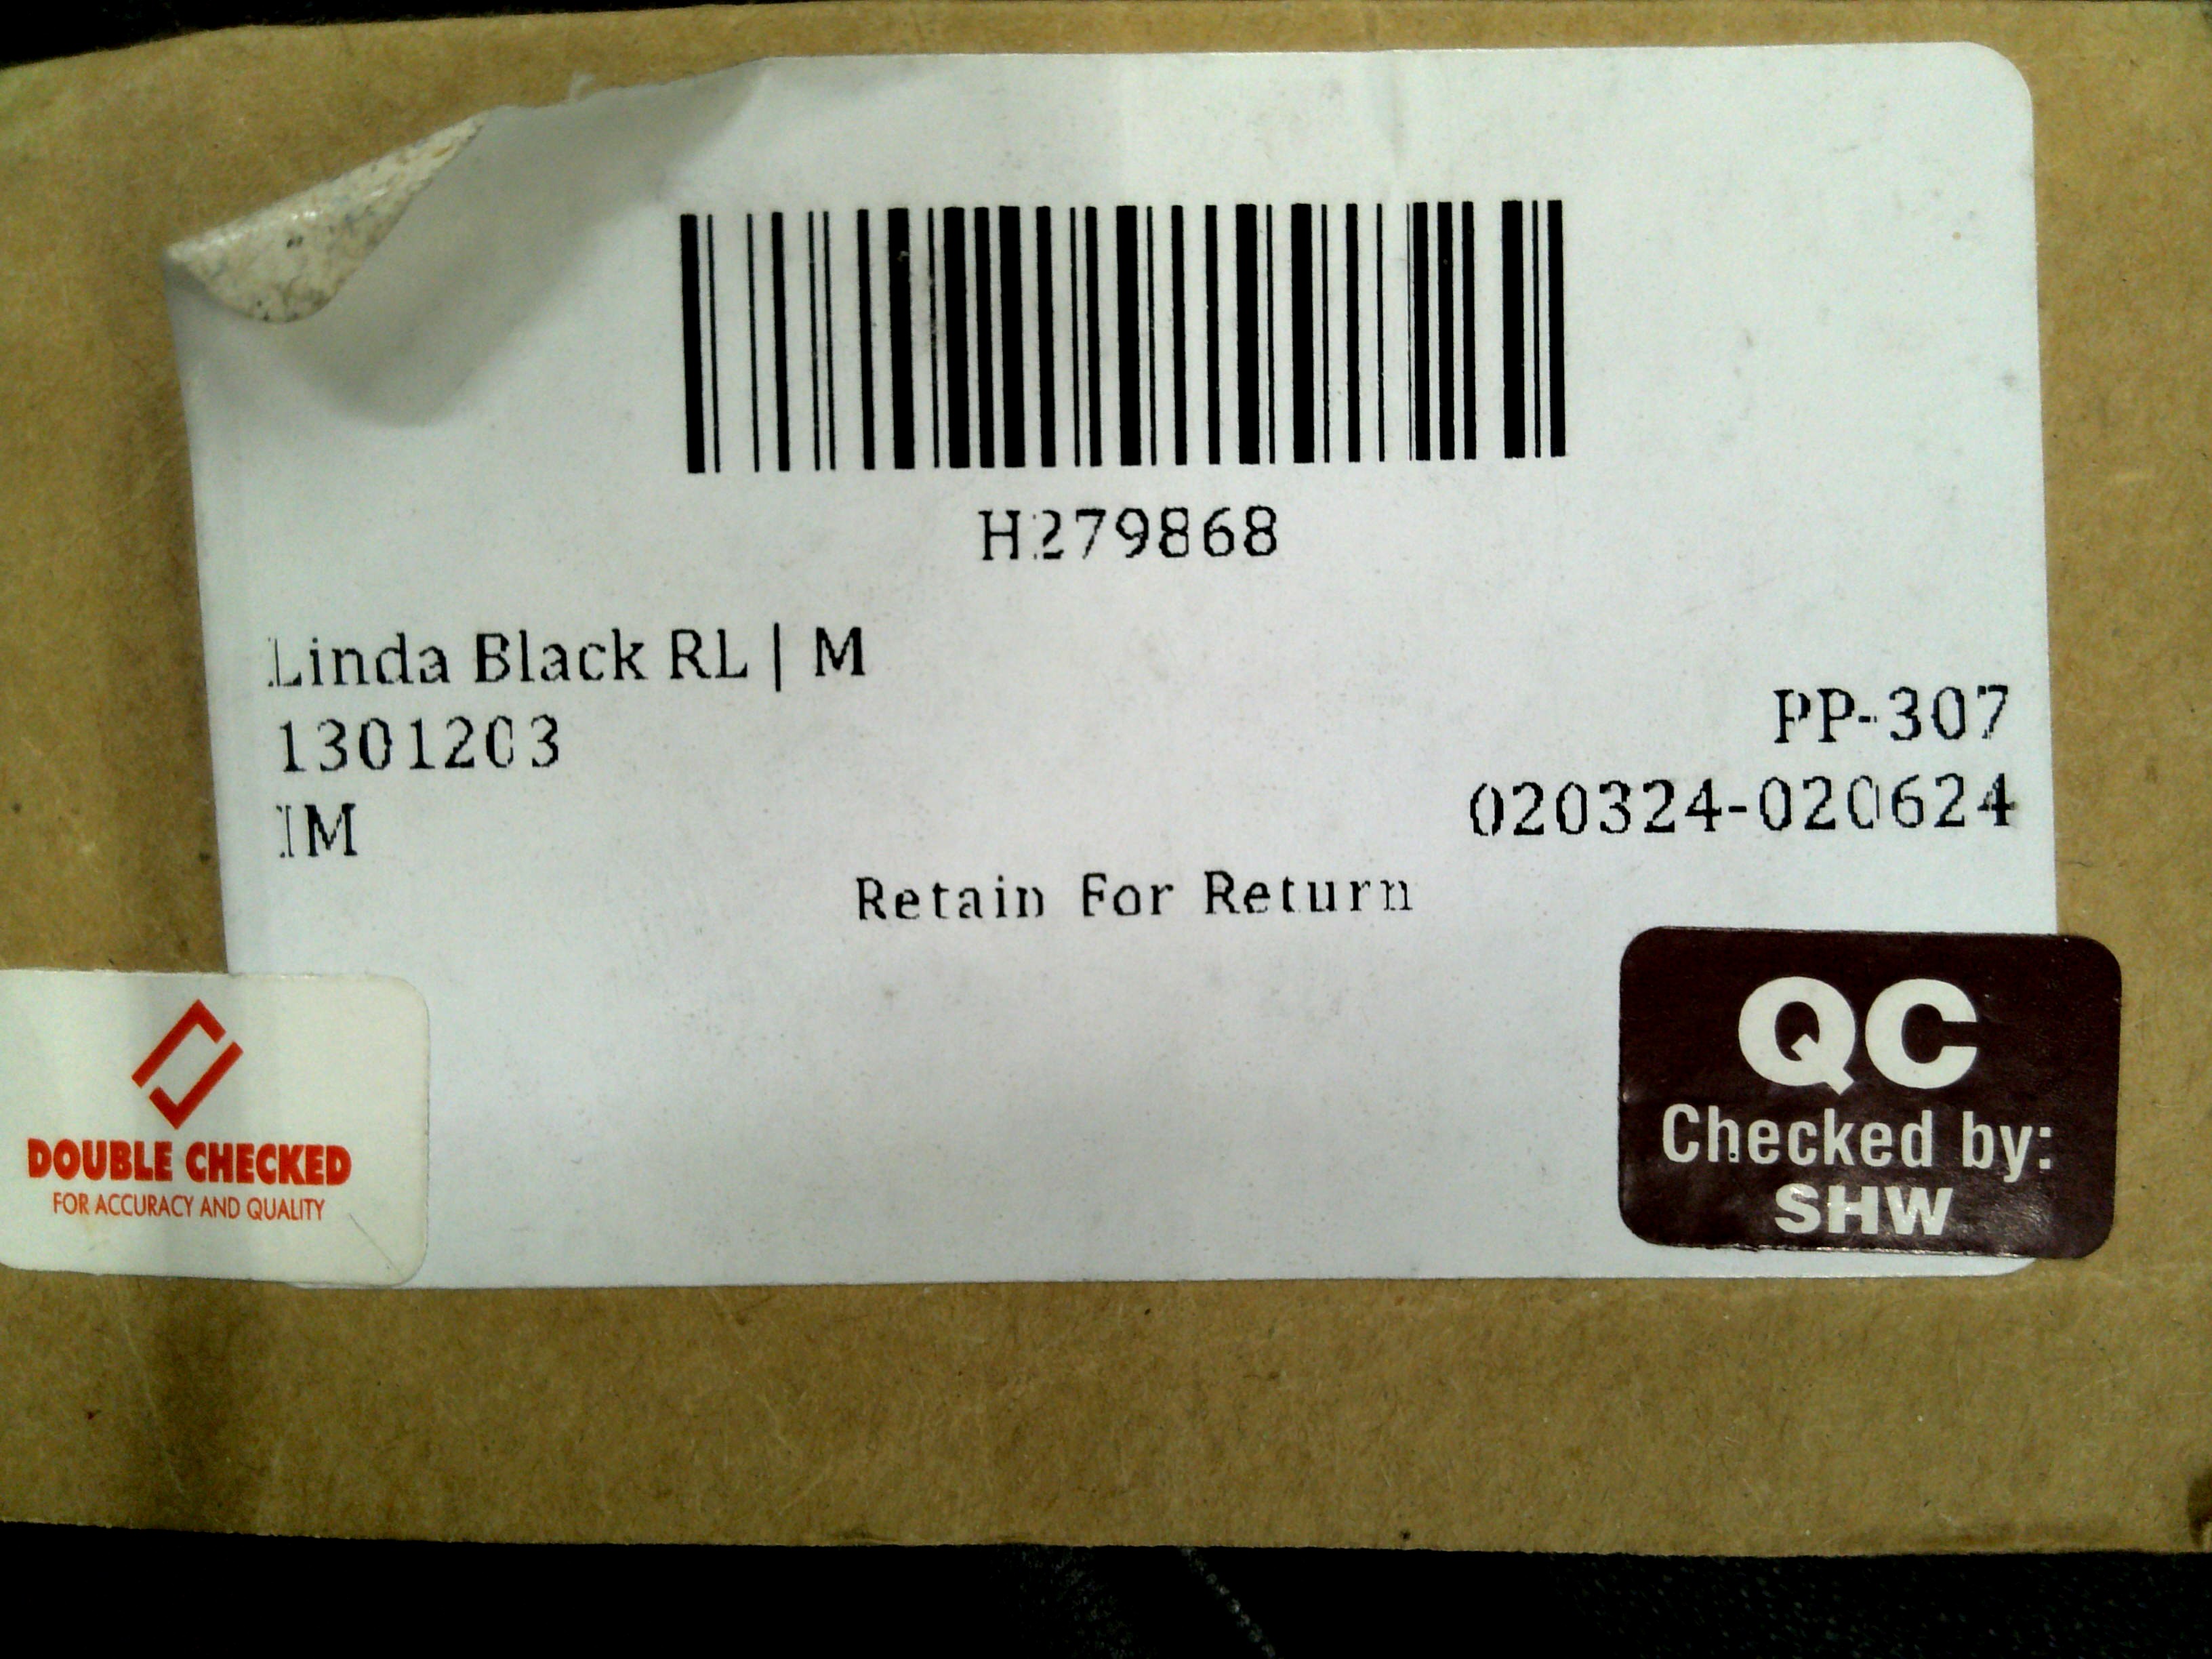 H279868
Linda Black RL | M
1301203
IM
PP-307
020324-020624
Retain For Return
DOUBLE CHECKED
FOR ACCURACY AND QUALITY
QC
Checked by:
SHW